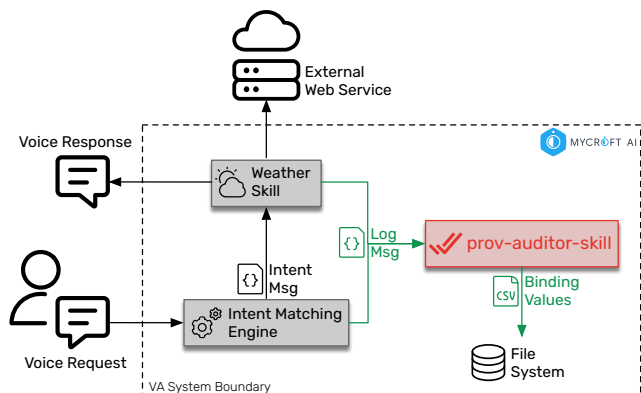 External
Web Service
Voice Response
MYCROFT AI
Weather
Skill
{}
Log
Msg
prov-auditor-skill
{}
Intent
Msg
CSV
Binding
Values
Intent Matching
Engine
Voice Request
File
System
VA System Boundary